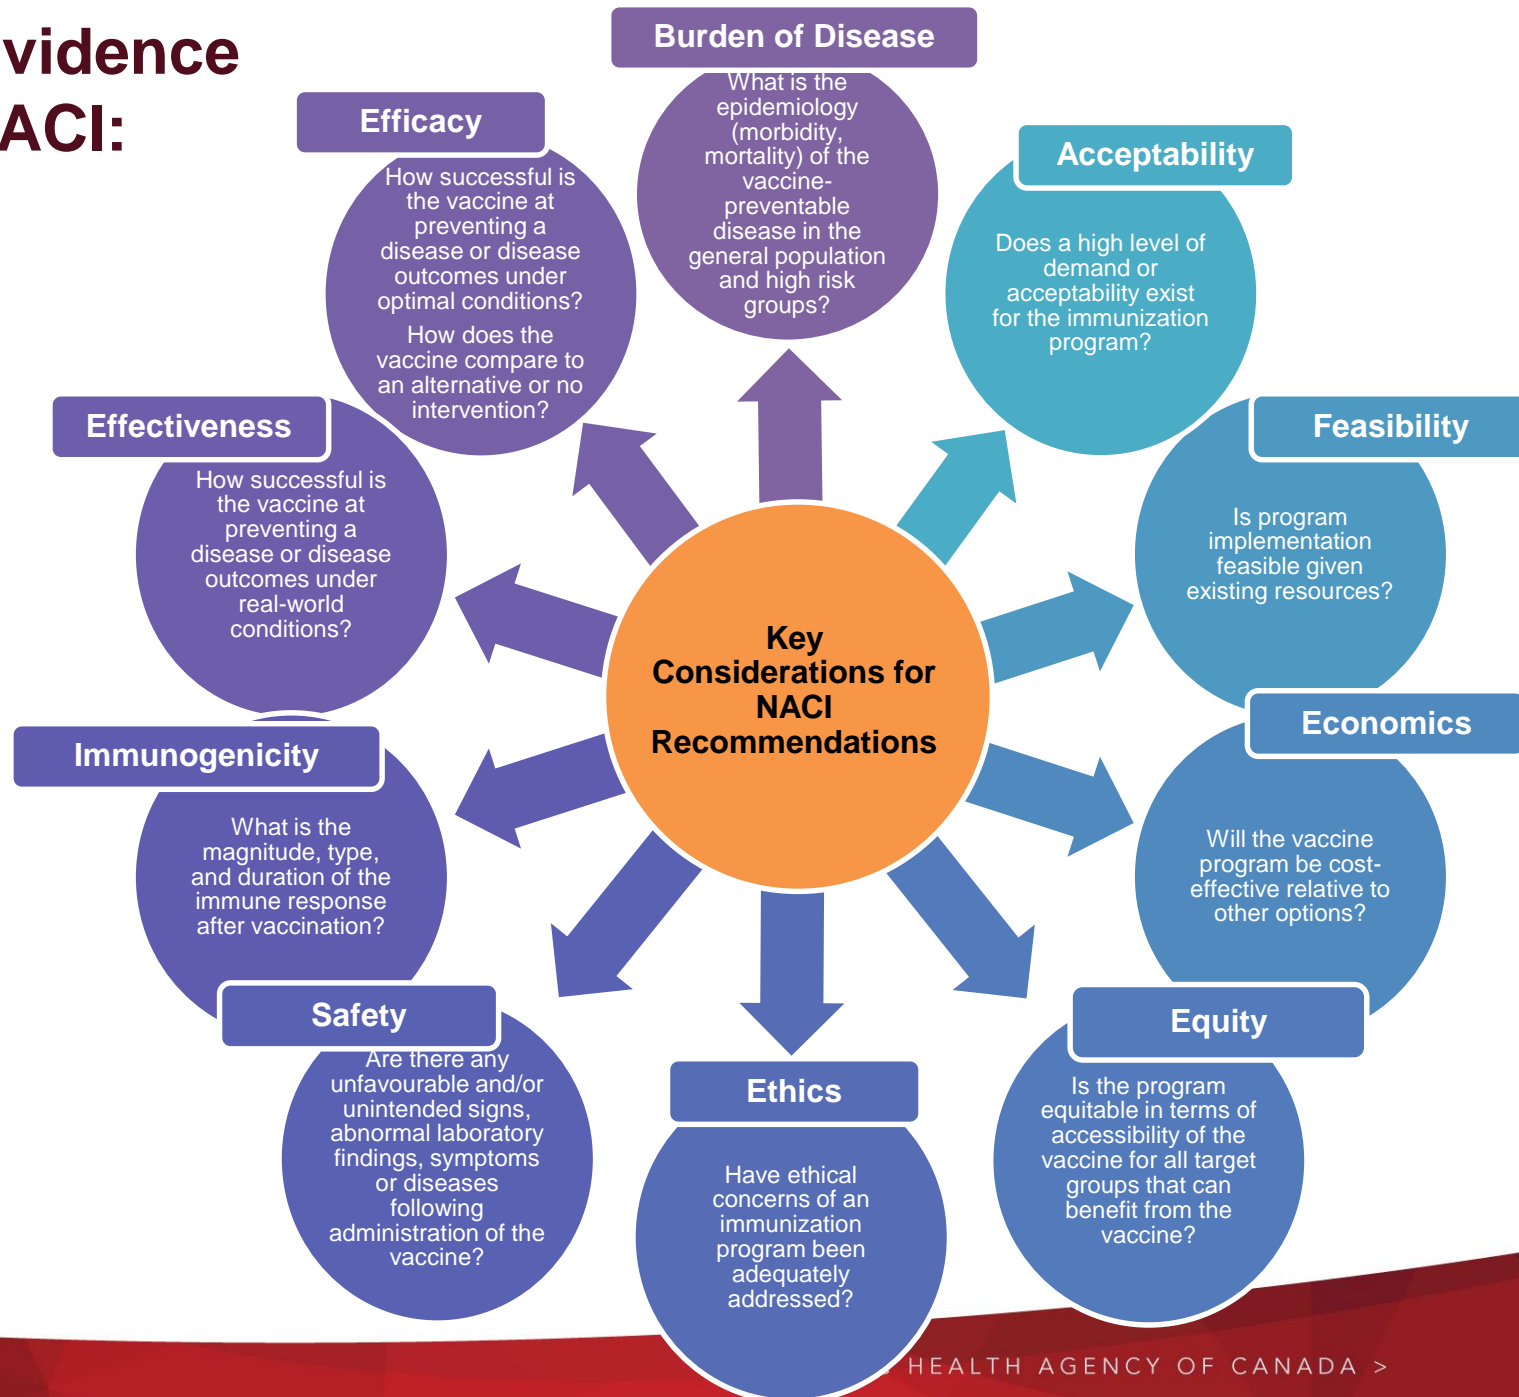 vidence
ACI:
Burden of Disease
What is the
epidemiology
(morbidity,
mortality) of the
vaccine-
preventable
disease in the
general population
and high risk
groups?
Acceptability
Does a high level of
demand or
acceptability exist
for the immunization
program?
Feasibility
Is program
implementation
feasible given
existing resources?
Economics
Will the vaccine
program be cost-
effective relative to
other options?
Equity
Is the program
equitable in terms of
accessibility of the
vaccine for all target
groups that can
benefit from the
vaccine?
Ethics
Have ethical
concerns of an
immunization
program been
adequately
addressed?
Safety
Are there any
unfavourable and/or
unintended signs,
abnormal laboratory
findings, symptoms
or diseases
following
administration of the
vaccine?
Immunogenicity
What is the
magnitude, type,
and duration of the
immune response
after vaccination?
Effectiveness
How successful is
the vaccine at
preventing a
disease or disease
outcomes under
real-world
conditions?
Efficacy
How successful is
the vaccine at
preventing a
disease or disease
outcomes under
optimal conditions?
How does the
vaccine compare to
an alternative or no
intervention?
Key
Considerations for
NACI
Recommendations
HEALTH AGENCY OF CANADA >